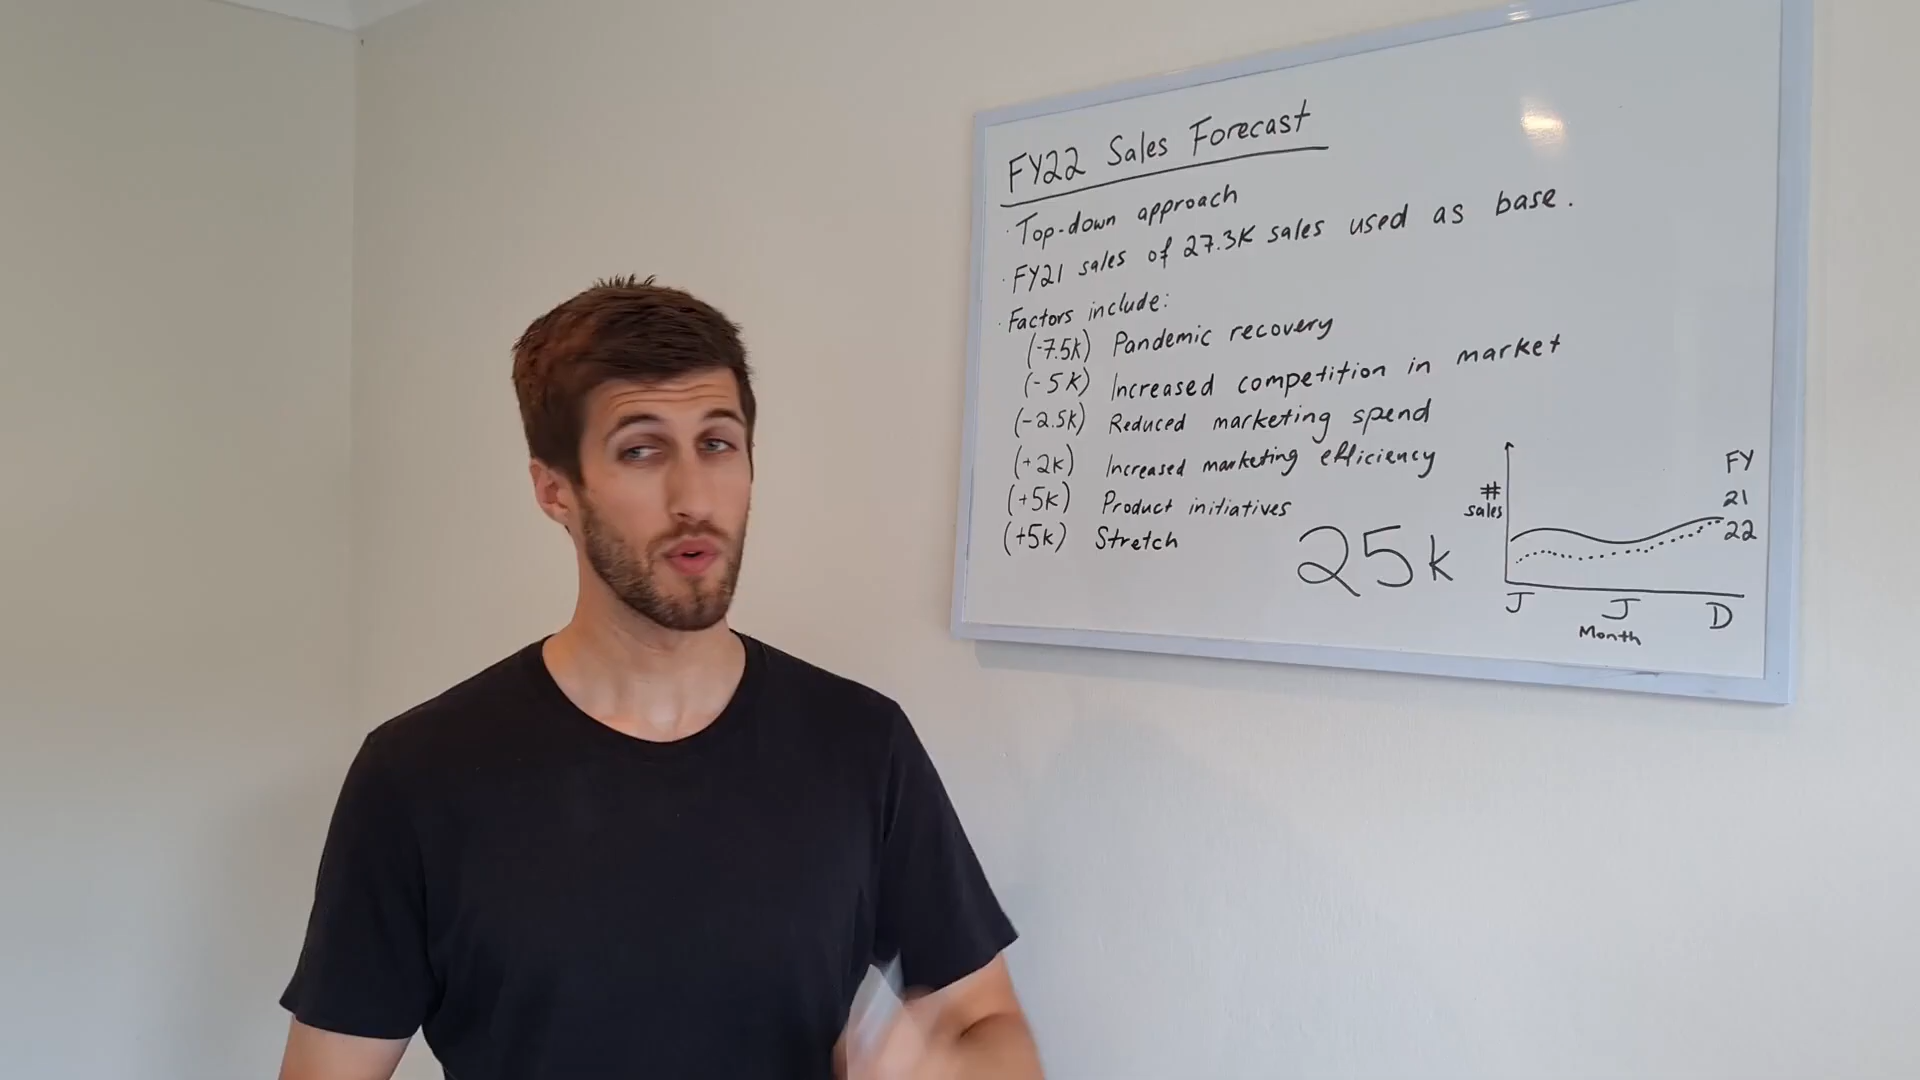 FY22 Sales Forecast
· Top-down approach
· FY21 sales of 27.3K sales used as base.
· Factors include:
(-7.5k) Pandemic recovery
(-5k) Increased competition in market
(-2.5k) Reduced marketing spend
(+2k) Increased marketing efficiency
(+5k) Product initiatives
(+5k) Stretch
25k
# sales
FY
21
22
J J D
Month